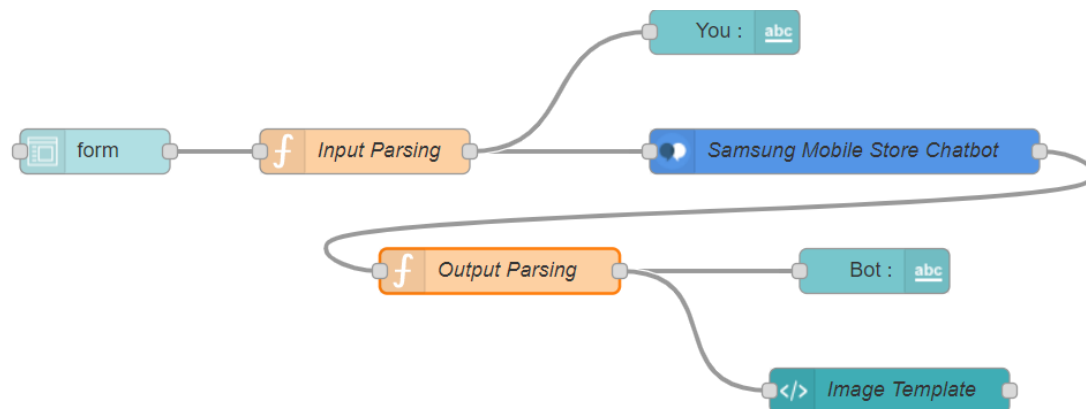 You :
abc
form
Input Parsing
Samsung Mobile Store Chatbot
Output Parsing
Bot :
abc
</> Image Template